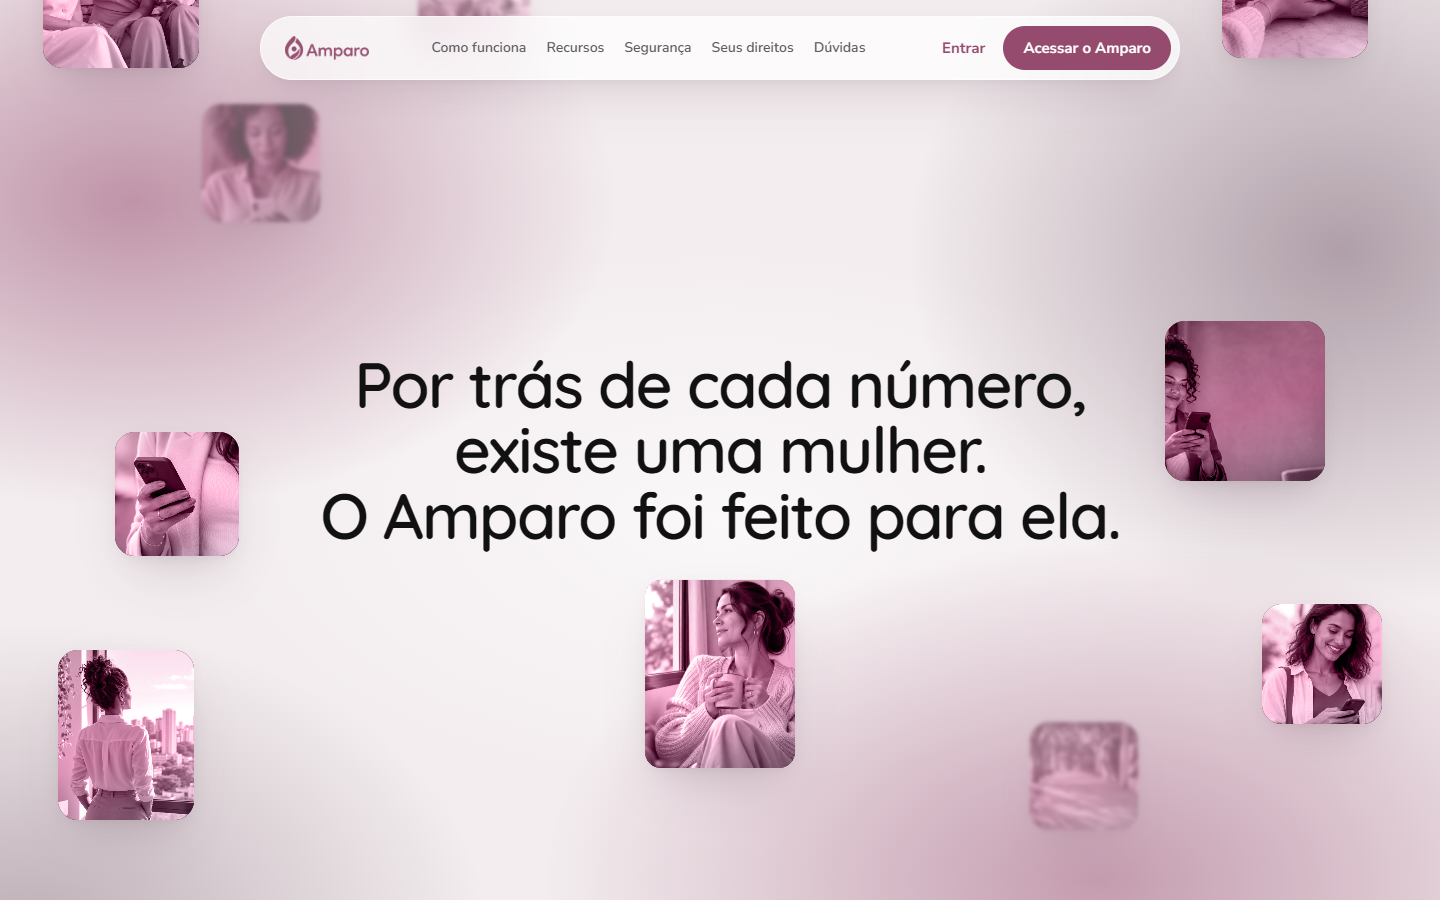 Amparo
Como funciona
Recursos
Segurança
Seus direitos
Dúvidas
Entrar
Acessar o Amparo
Por trás de cada número,
existe uma mulher.
O Amparo foi feito para ela.